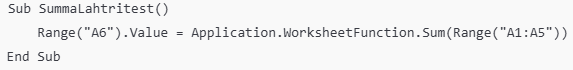 Sub SummaLahtritest()
    Range("A6").Value = Application.WorksheetFunction.Sum(Range("A1:A5"))
End Sub